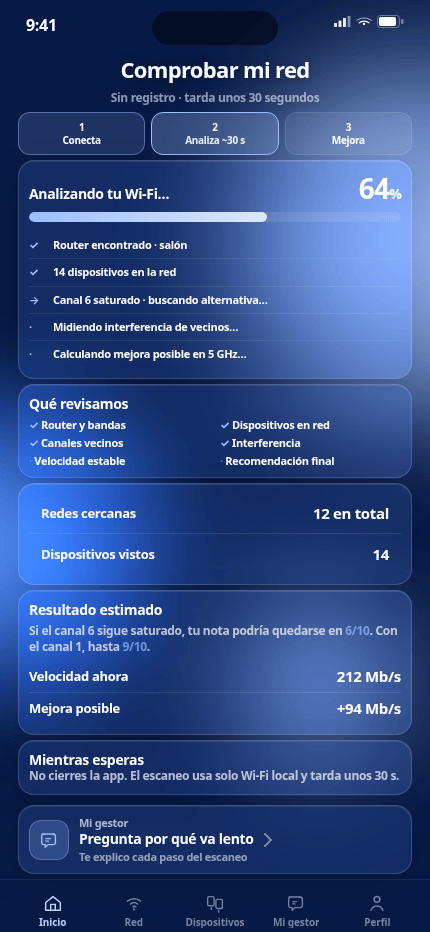 9:41
Comprobar mi red
Sin registro · tarda unos 30 segundos
1
Conecta
2
Analiza ~30 s
3
Mejora
Analizando tu Wi-Fi...
64%
✓ Router encontrado · salón
✓ 14 dispositivos en la red
→ Canal 6 saturado · buscando alternativa...
· Midiendo interferencia de vecinos...
· Calculando mejora posible en 5 GHz...
Qué revisamos
✓ Router y bandas
✓ Dispositivos en red
✓ Canales vecinos
✓ Interferencia
· Velocidad estable
· Recomendación final
Redes cercanas 12 en total
Dispositivos vistos 14
Resultado estimado
Si el canal 6 sigue saturado, tu nota podría quedarse en 6/10. Con
el canal 1, hasta 9/10.
Velocidad ahora 212 Mb/s
Mejora posible +94 Mb/s
Mientras esperas
No cierres la app. El escaneo usa solo Wi-Fi local y tarda unos 30 s.
Mi gestor
Pregunta por qué va lento
Te explico cada paso del escaneo
Inicio Red Dispositivos Mi gestor Perfil